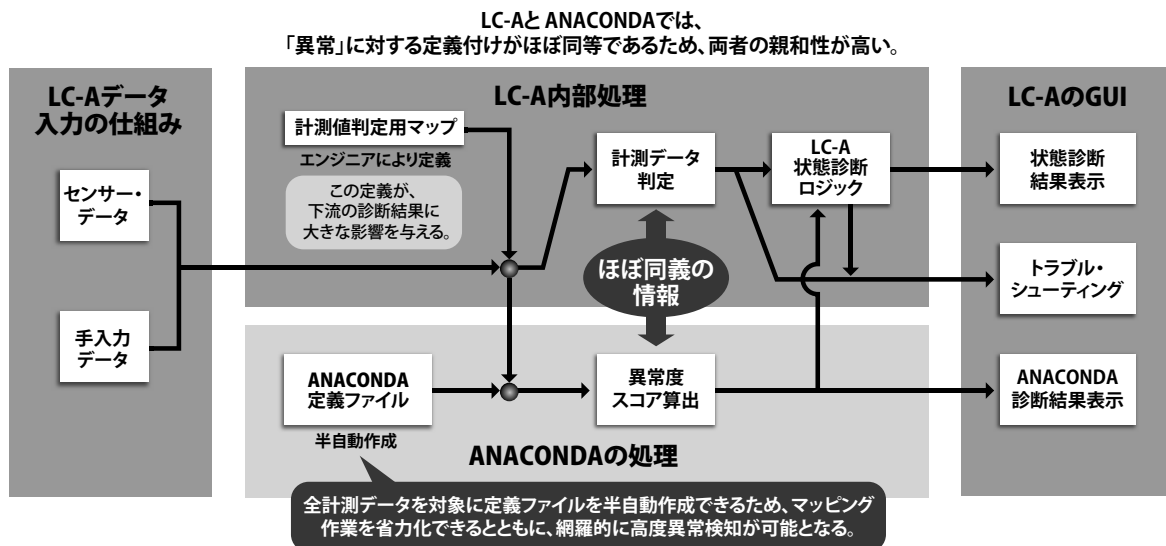 LC-AとANACONDAでは、
「異常」に対する定義付けがほぼ同等であるため、両者の親和性が高い。
LC-Aデータ
入力の仕組み
センサー・
データ
手入力
データ
LC-A内部処理
計測値判定用マップ
エンジニアにより定義
この定義が、
下流の診断結果に
大きな影響を与える。
計測データ
判定
LC-A
状態診断
ロジック
ほぼ同義の
情報
ANACONDA
定義ファイル
半自動作成
異常度
スコア算出
ANACONDAの処理
全計測データを対象に定義ファイルを半自動作成できるため、マッピング
作業を省力化できるとともに、網羅的に高度異常検知が可能となる。
LC-AのGUI
状態診断
結果表示
トラブル・
シューティング
ANACONDA
診断結果表示